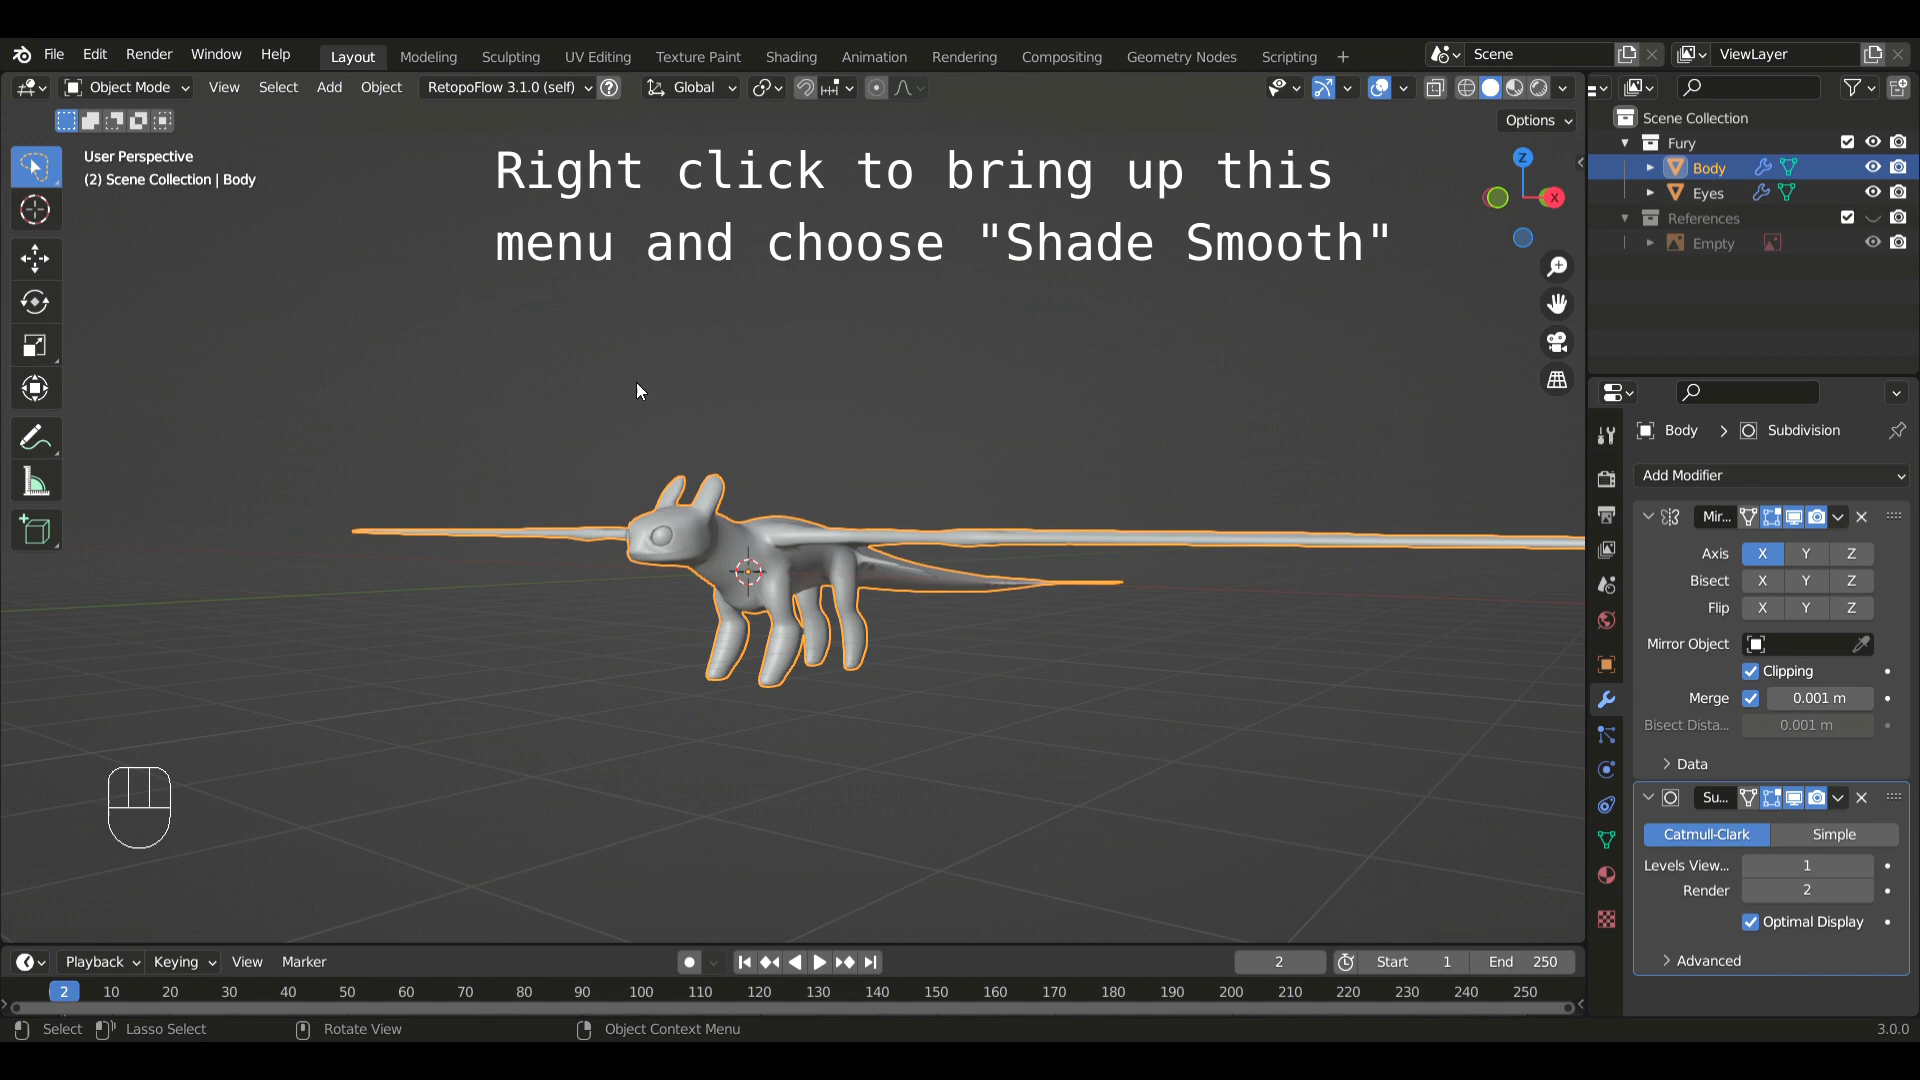 File Edit Render Window Help Layout Modeling Sculpting UV Editing Texture Paint Shading Animation Rendering Compositing Geometry Nodes Scripting + Scene ViewLayer
Object Mode View Select Add Object RetopoFlow 3.1.0 (self) Global
Options
User Perspective
(2) Scene Collection | Body
Right click to bring up this
menu and choose "Shade Smooth"
Z
X
Scene Collection
Fury
Body
Eyes
References
Empty
Body > Subdivision
Add Modifier
Mir...
Axis X Y Z
Bisect X Y Z
Flip X Y Z
Mirror Object
Clipping
Merge 0.001 m
Bisect Dista... 0.001 m
Data
Su...
Catmull-Clark Simple
Levels View... 1
Render 2
Optimal Display
Advanced
Playback Keying View Marker 2 Start 1 End 250
2 10 20 30 40 50 60 70 80 90 100 110 120 130 140 150 160 170 180 190 200 210 220 230 240 250
Select Lasso Select Rotate View Object Context Menu 3.0.0